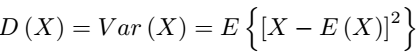 D (X) = Var (X) = E { [X − E (X)]² }